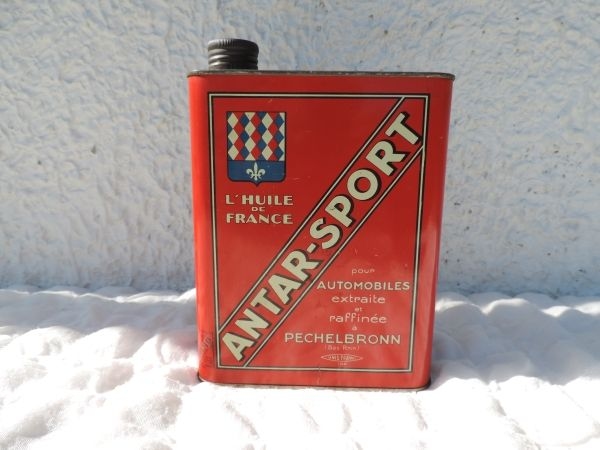 L'HUILE
DE
FRANCE
ANTAR-SPORT
pour
AUTOMOBILES
extraite
et
raffinée
à
PECHELBRONN
(Bas Rhin)